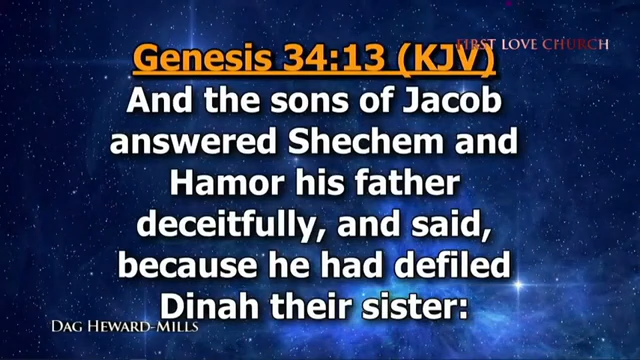 FIRST LOVE CHURCH
Genesis 34:13 (KJV)
And the sons of Jacob
answered Shechem and
Hamor his father
deceitfully, and said,
because he had defiled
Dinah their sister:
DAG HEWARD-MILLS